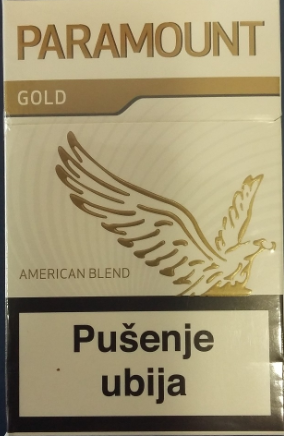 PARAMOUNT
GOLD
AMERICAN BLEND
Pušenje
ubija